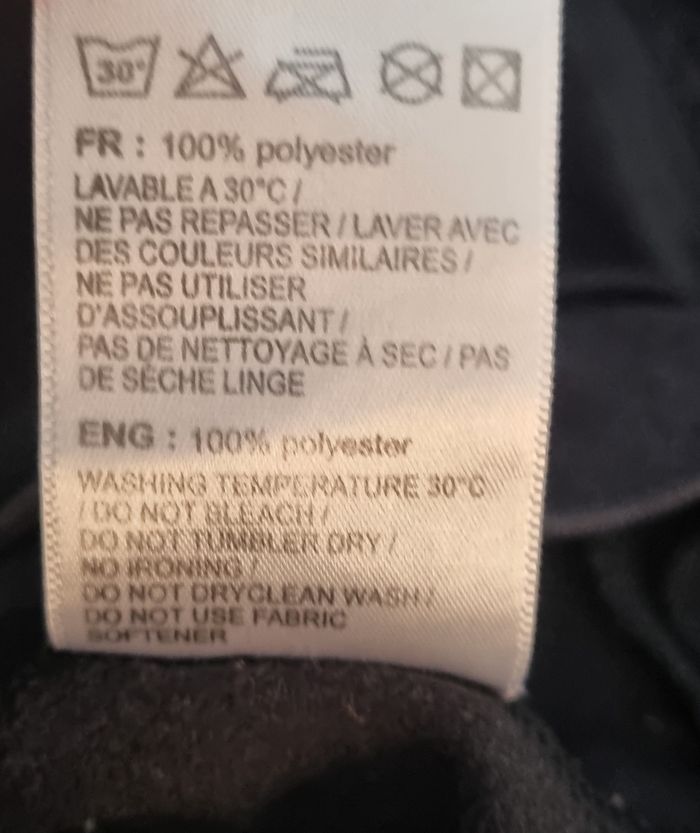 30°
FR : 100% polyester
LAVABLE A 30°C /
NE PAS REPASSER / LAVER AVEC
DES COULEURS SIMILAIRES /
NE PAS UTILISER
D'ASSOUPLISSANT /
PAS DE NETTOYAGE À SEC / PAS
DE SÈCHE LINGE
ENG : 100% polyester
WASHING TEMPERATURE 30°C
/ DO NOT BLEACH /
DO NOT TUMBLER DRY /
NO IRONING /
DO NOT DRYCLEAN WASH /
DO NOT USE FABRIC
SOFTENER